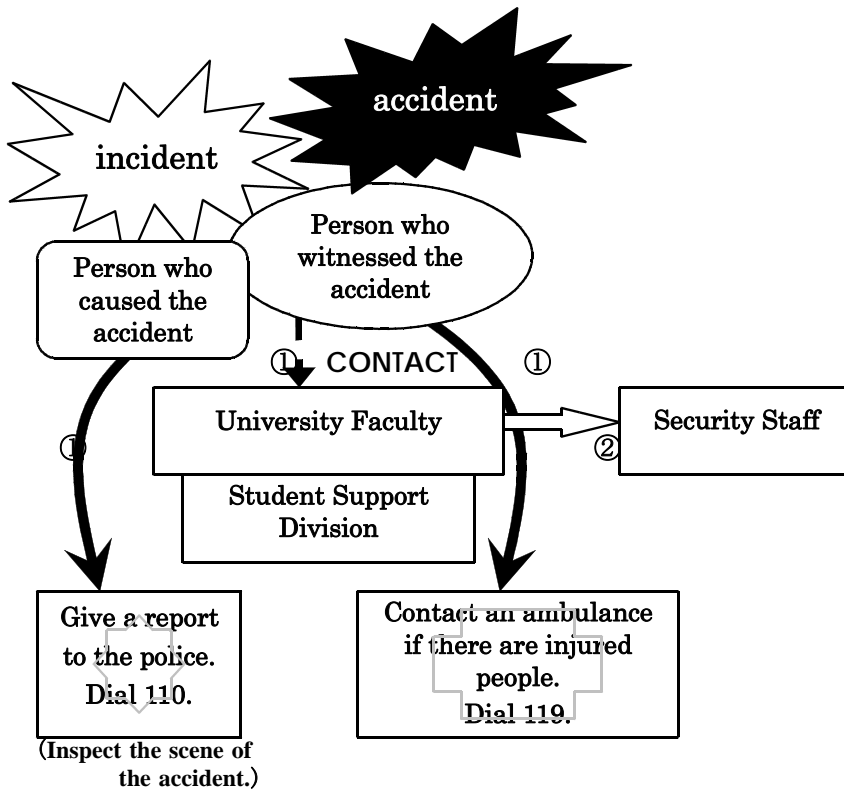 accident
incident
Person who
witnessed the
accident
Person who
caused the
accident
① CONTACT ①
University Faculty
Security Staff
①
②
Student Support
Division
Give a report
to the police.
Dial 110.
(Inspect the scene of
the accident.)
Contact an ambulance
if there are injured
people.
Dial 119.